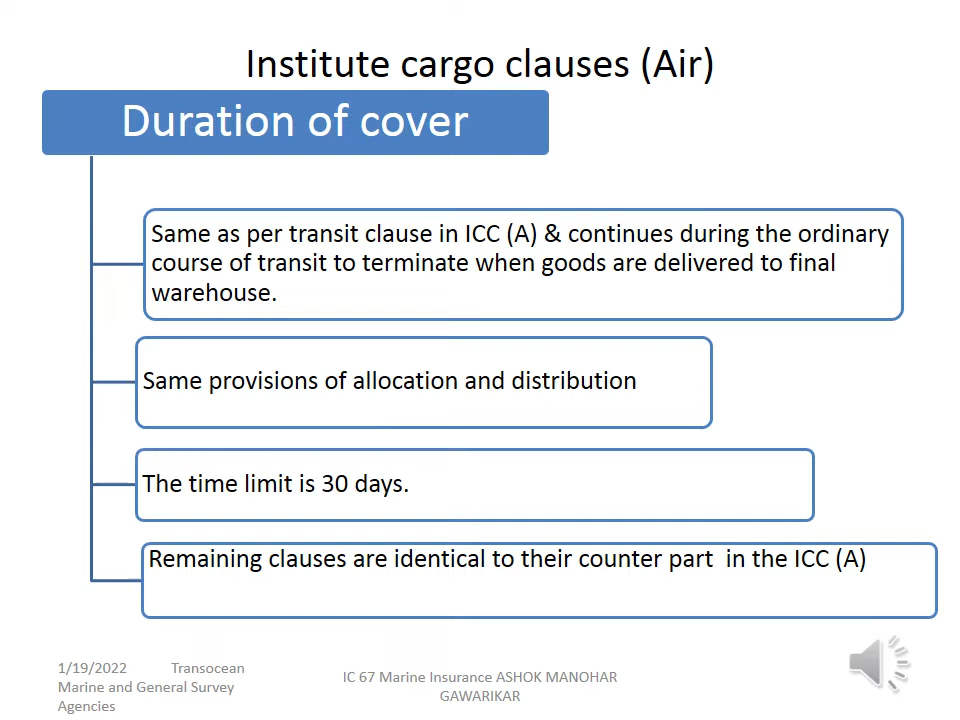 Institute cargo clauses (Air)
Duration of cover
Same as per transit clause in ICC (A) & continues during the ordinary
course of transit to terminate when goods are delivered to final
warehouse.
Same provisions of allocation and distribution
The time limit is 30 days.
Remaining clauses are identical to their counter part in the ICC (A)
1/19/2022 Transocean
Marine and General Survey
Agencies
IC 67 Marine Insurance ASHOK MANOHAR
GAWARIKAR